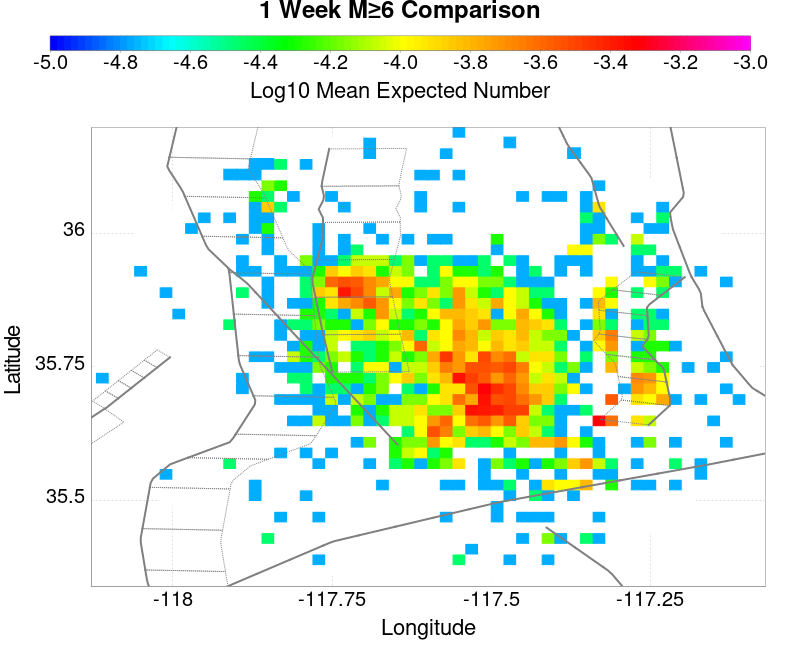 1 Week M≥6 Comparison
-5.0 -4.8 -4.6 -4.4 -4.2 -4.0 -3.8 -3.6 -3.4 -3.2 -3.0
Log10 Mean Expected Number
36
35.75
35.5
Latitude
-118 -117.75 -117.5 -117.25
Longitude